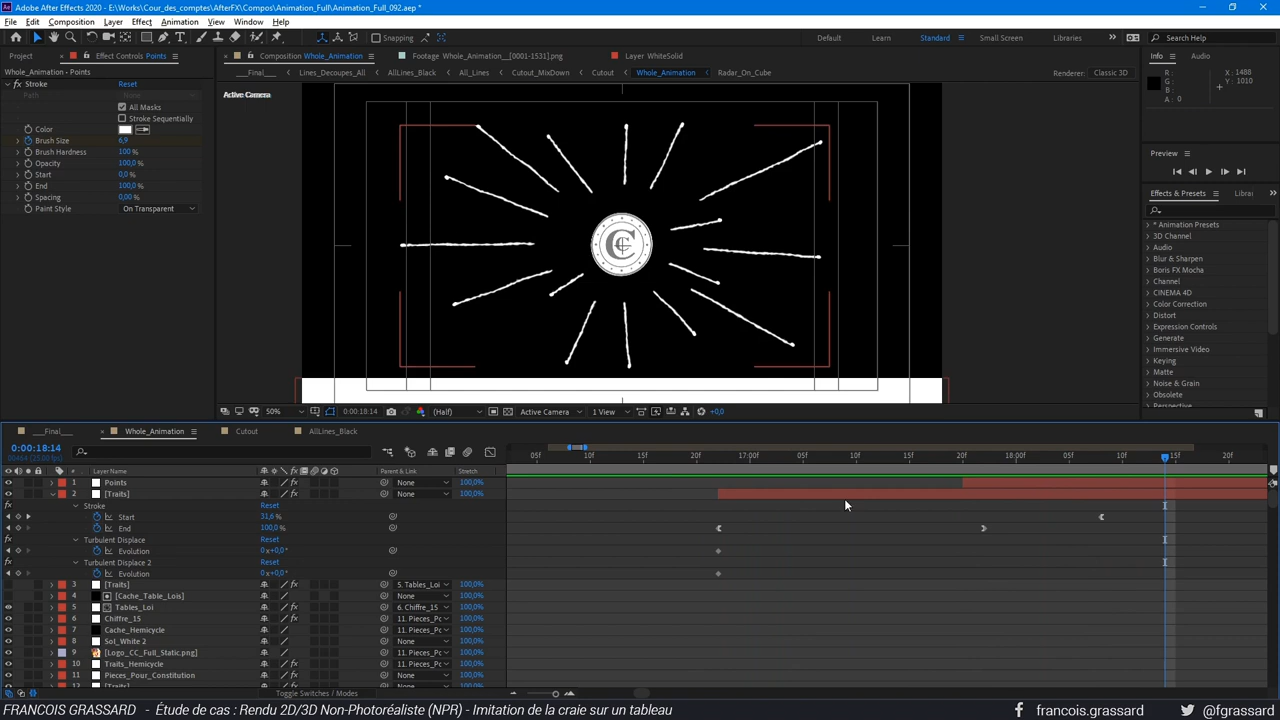 Adobe After Effects 2020 - E:\Works\Cour_des_comptes\AfterFX\Compos\Animation_Full\Animation_Full_092.aep *
File Edit Composition Layer Effect Animation View Window Help
Snapping Default Learn Standard Small Screen Libraries Search Help
Project Effect Controls Points Composition Whole_Animation Footage Whole_Animation__[0001-1531].png Layer WhiteSolid Info Audio
Whole_Animation • Points ___Final___ Lines_Decoupes_All AllLines_Black All_Lines Cutout_MixDown Cutout Whole_Animation Radar_On_Cube Renderer: Classic 3D
fx Stroke Reset
Path None
All Masks
Stroke Sequentially
Color
Brush Size 6,9
Brush Hardness 100 %
Opacity 100,0 %
Start 0,0 %
End 100,0 %
Spacing 0,00 %
Paint Style On Transparent
Active Camera
R : X : 1488
G : Y : 1010
B :
A : 0
Preview
Effects & Presets Librai
* Animation Presets
3D Channel
Audio
Blur & Sharpen
Boris FX Mocha
Channel
CINEMA 4D
Color Correction
Distort
Expression Controls
Generate
Immersive Video
Keying
Matte
Noise & Grain
Obsolete
Perspective
50% 0:00:18:14 (Half) Active Camera 1 View +0,0
___Final___ Whole_Animation Cutout AllLines_Black
0:00:18:14
05f 10f 15f 20f 17:00f 05f 10f 15f 20f 18:00f 05f 10f 15f 20f
# Layer Name Parent & Link Stretch
1 Points None 100,0%
2 [Traits] None 100,0%
Stroke Reset
Start 31,6 %
End 100,0 %
Turbulent Displace Reset
Evolution 0 x+0,0 °
Turbulent Displace 2 Reset
Evolution 0 x+0,0 °
3 [Traits] 5. Tables_Loi 100,0%
4 [Cache_Table_Lois] None 100,0%
5 Tables_Loi 6. Chiffre_15 100,0%
6 Chiffre_15 11. Pieces_Pc 100,0%
7 Cache_Hemicycle 11. Pieces_Pc 100,0%
8 Sol_White 2 None 100,0%
9 [Logo_CC_Full_Static.png] 11. Pieces_Pc 100,0%
10 Traits_Hemicycle 11. Pieces_Pc 100,0%
11 Pieces_Pour_Constitution None 100,0%
12 [Traits] None 100,0%
Toggle Switches / Modes
FRANCOIS GRASSARD - Étude de cas : Rendu 2D/3D Non-Photoréaliste (NPR) - Imitation de la craie sur un tableau francois.grassard @fgrassard